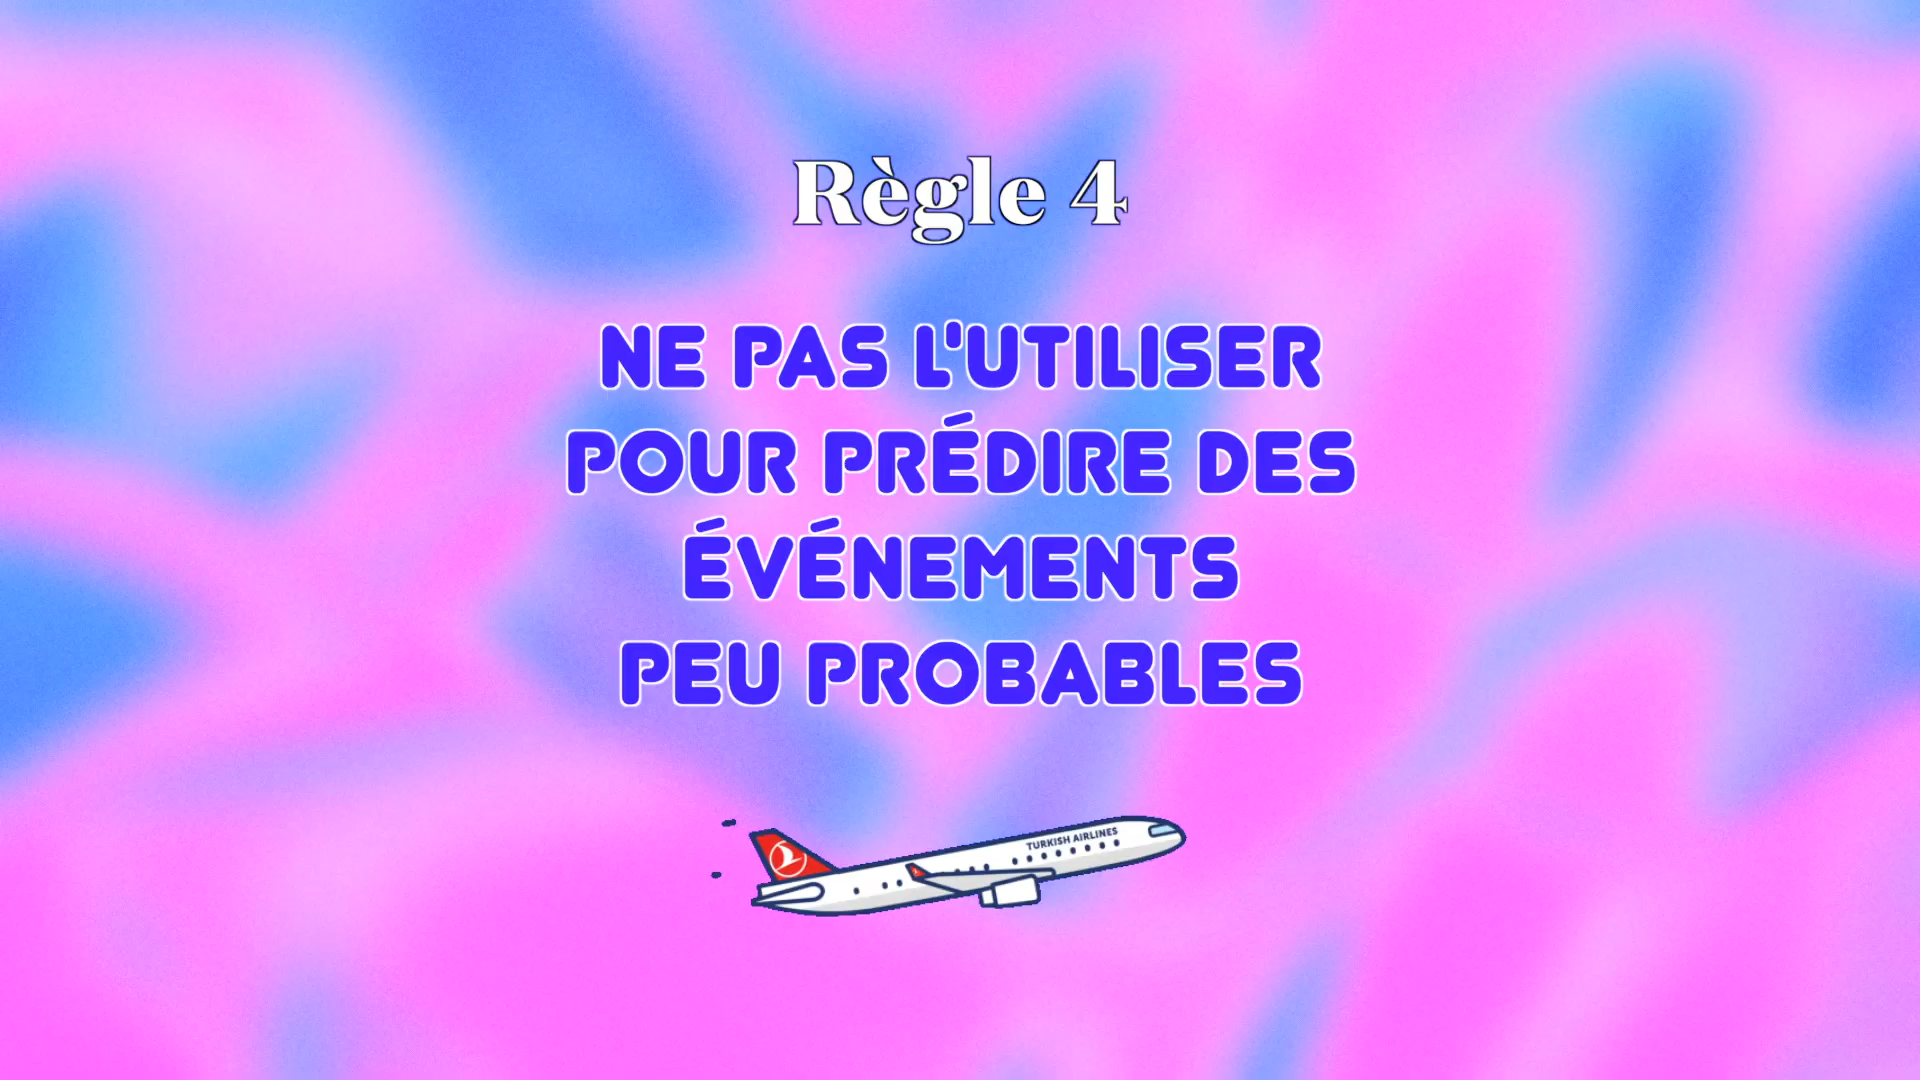 Règle 4
NE PAS L'UTILISER
POUR PRÉDIRE DES
ÉVÉNEMENTS
PEU PROBABLES
TURKISH AIRLINES